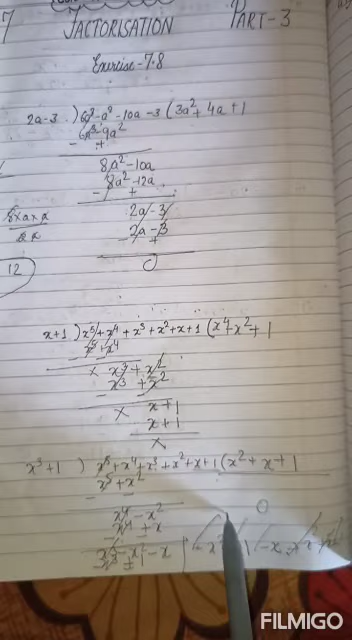 7 FACTORISATION PART-3
Exercise-7.8
2a-3 ) 6a³-a²-10a-3 ( 3a²+4a+1
6a³-9a²
- +
8a²-10a
8a²-12a
- +
2a-3
2a-3
- +
0
12
x+1 ) x⁵+x⁴+x³+x²+x+1 ( x⁴+x²+1
x⁵+x⁴
- -
x x³+x²
x³+x²
- -
x x+1
x+1
x
x³+1 ) x⁵+x⁴+x³+x²+x+1 ( x²+x+1
x⁵+x²
- -
x⁴-x² 0
x⁴+x
FILMIGO